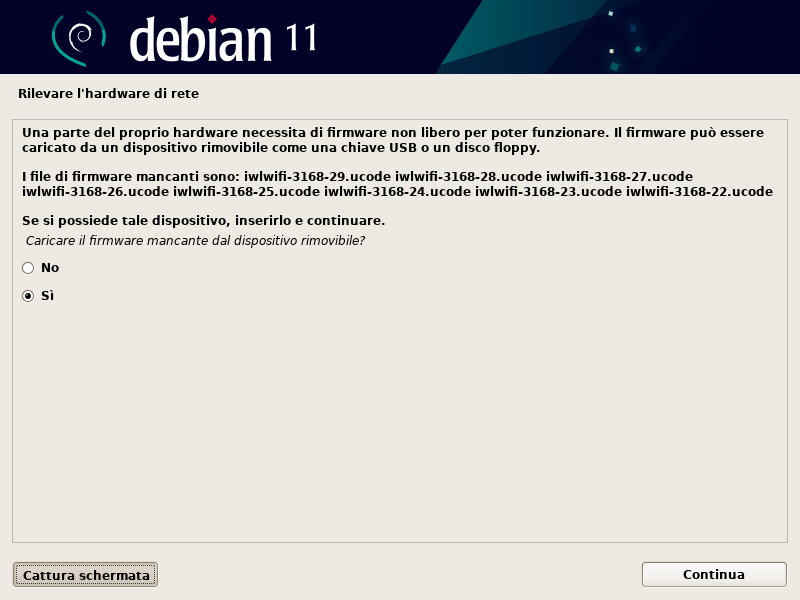 debian 11
Rilevare l'hardware di rete
Una parte del proprio hardware necessita di firmware non libero per poter funzionare. Il firmware può essere
caricato da un dispositivo rimovibile come una chiave USB o un disco floppy.
I file di firmware mancanti sono: iwlwifi-3168-29.ucode iwlwifi-3168-28.ucode iwlwifi-3168-27.ucode
iwlwifi-3168-26.ucode iwlwifi-3168-25.ucode iwlwifi-3168-24.ucode iwlwifi-3168-23.ucode iwlwifi-3168-22.ucode
Se si possiede tale dispositivo, inserirlo e continuare.
Caricare il firmware mancante dal dispositivo rimovibile?
No
Sì
Cattura schermata
Continua